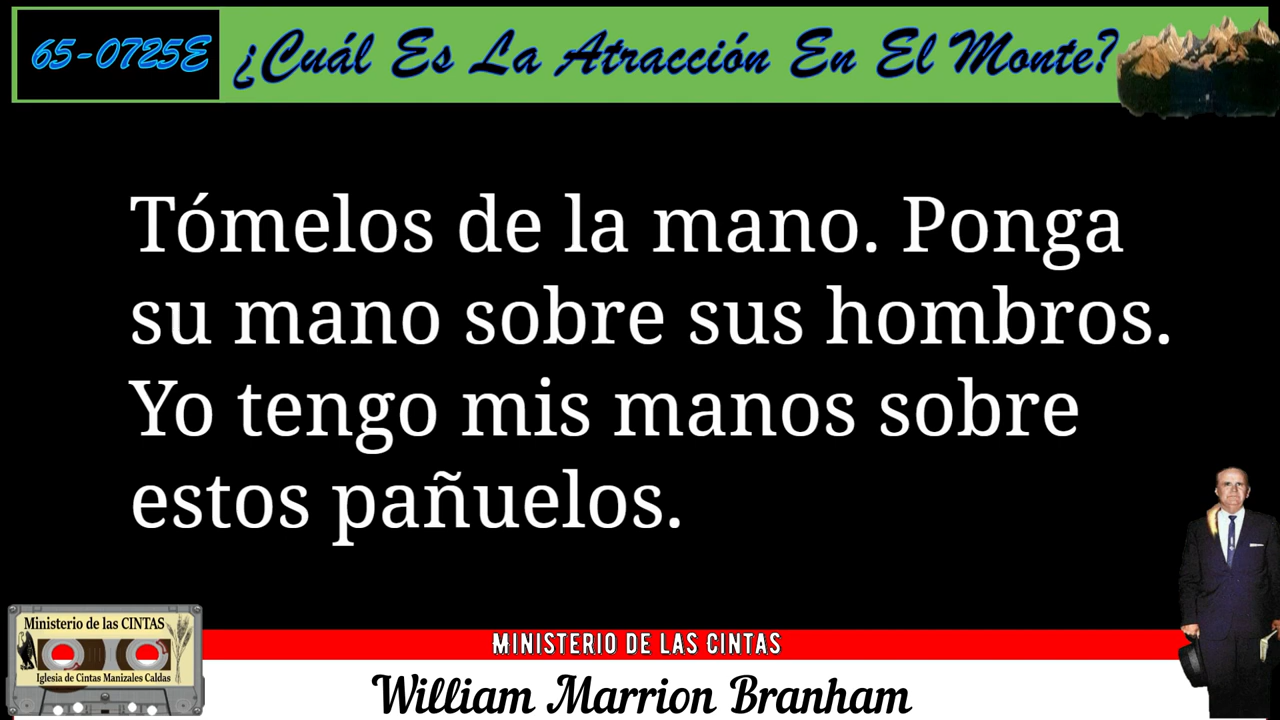 65-0725E ¿Cuál Es La Atracción En El Monte?
Tómelos de la mano. Ponga
su mano sobre sus hombros.
Yo tengo mis manos sobre
estos pañuelos.
Ministerio de las CINTAS
Iglesia de Cintas Manizales Caldas
MINISTERIO DE LAS CINTAS
William Marrion Branham